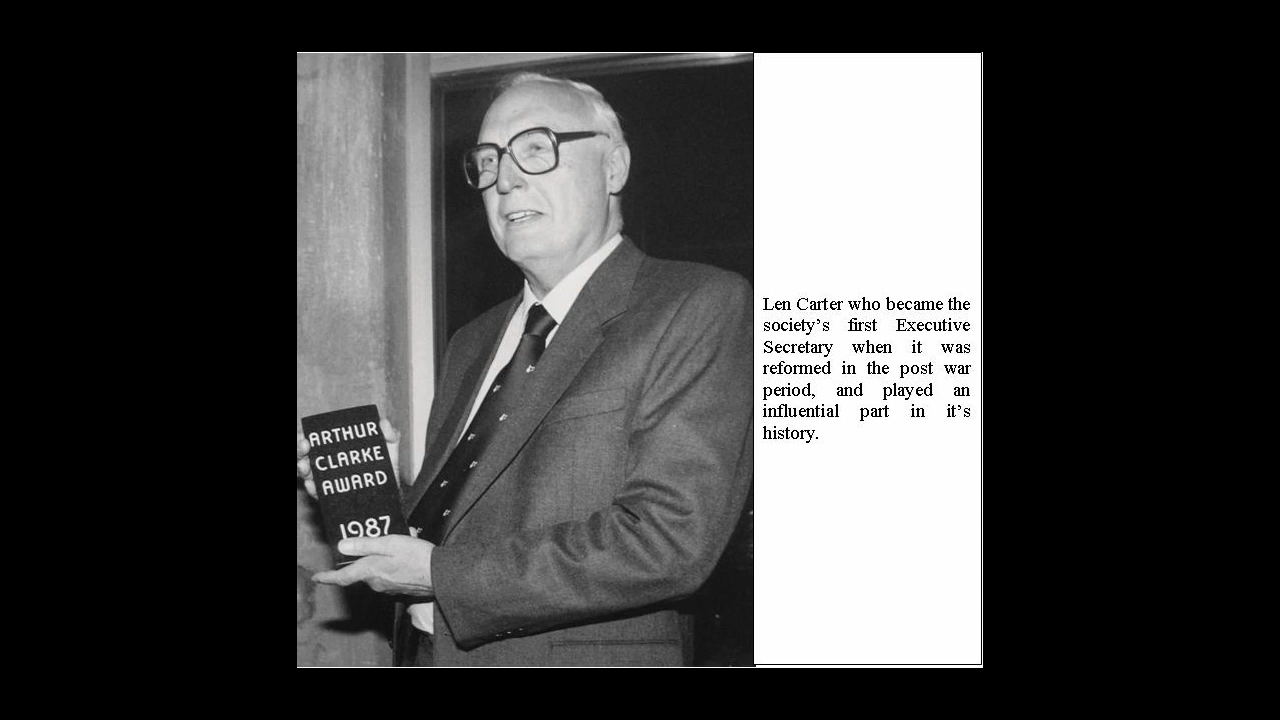 ARTHUR
CLARKE
AWARD
1987
Len Carter who became the
society’s first Executive
Secretary when it was
reformed in the post war
period, and played an
influential part in it’s
history.